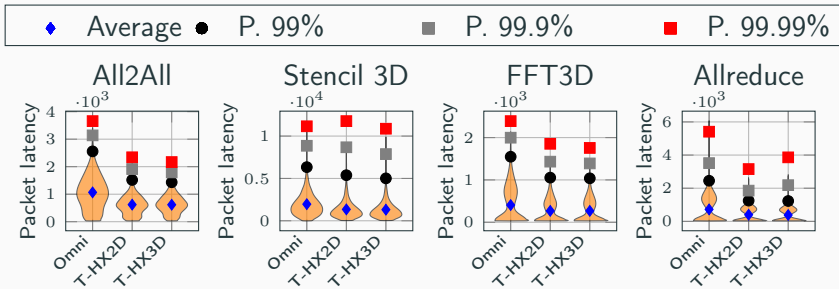 Average P. 99% P. 99.9% P. 99.99%
All2All
·10³
Packet latency
4
3
2
1
0
Omni
T-HX2D
T-HX3D
Stencil 3D
·10⁴
Packet latency
1
0.5
0
Omni
T-HX2D
T-HX3D
FFT3D
·10³
Packet latency
2
1
0
Omni
T-HX2D
T-HX3D
Allreduce
·10³
Packet latency
6
4
2
0
Omni
T-HX2D
T-HX3D